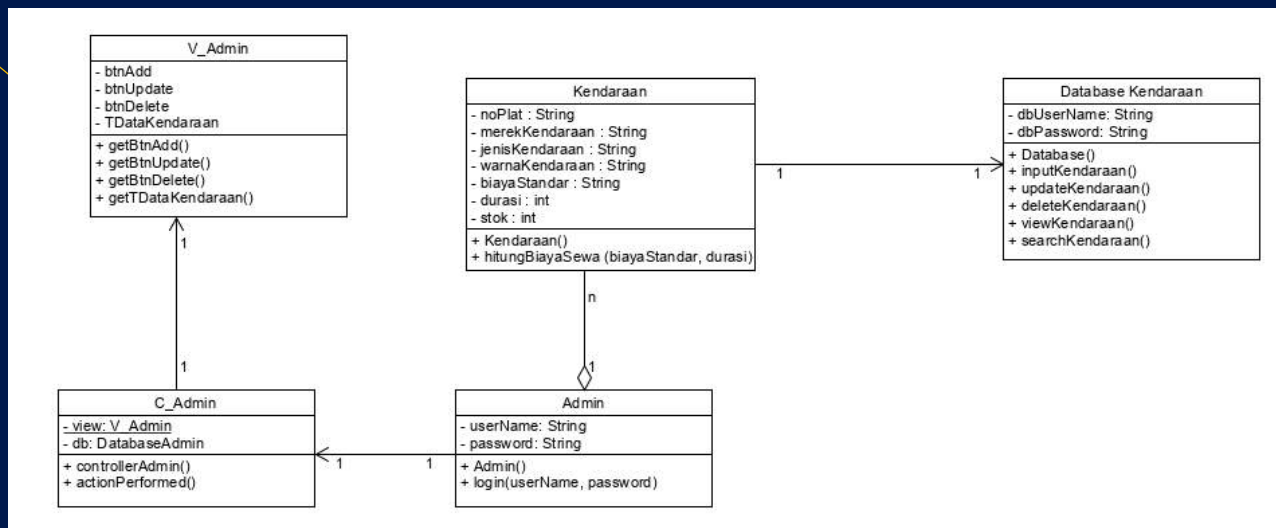 V_Admin
- btnAdd
- btnUpdate
- btnDelete
- TDataKendaraan
+ getBtnAdd()
+ getBtnUpdate()
+ getBtnDelete()
+ getTDataKendaraan()
Kendaraan
- noPlat : String
- merekKendaraan : String
- jenisKendaraan : String
- warnaKendaraan : String
- biayaStandar : String
- durasi : int
- stok : int
+ Kendaraan()
+ hitungBiayaSewa (biayaStandar, durasi)
1
1
Database Kendaraan
- dbUserName: String
- dbPassword: String
+ Database()
+ inputKendaraan()
+ updateKendaraan()
+ deleteKendaraan()
+ viewKendaraan()
+ searchKendaraan()
1
1
n
1
C_Admin
- view: V_Admin
- db: DatabaseAdmin
+ controllerAdmin()
+ actionPerformed()
1
1
Admin
- userName: String
- password: String
+ Admin()
+ login(userName, password)